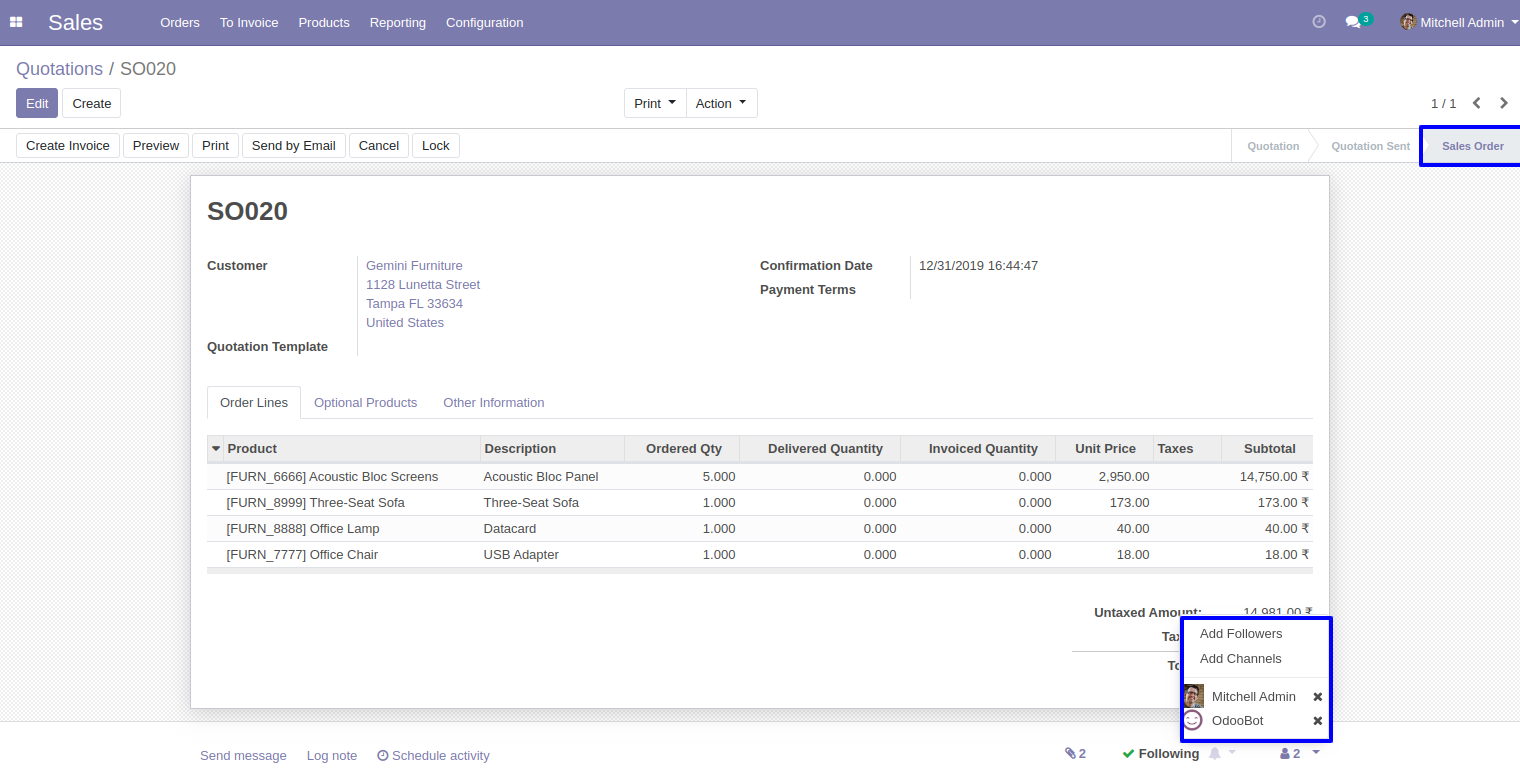 Sales Orders To Invoice Products Reporting Configuration 3 Mitchell Admin
Quotations / SO020
Edit Create Print Action 1 / 1
Create Invoice Preview Print Send by Email Cancel Lock Quotation Quotation Sent Sales Order
SO020
Customer Gemini Furniture Confirmation Date 12/31/2019 16:44:47
1128 Lunetta Street Payment Terms
Tampa FL 33634
United States
Quotation Template
Order Lines Optional Products Other Information
Product Description Ordered Qty Delivered Quantity Invoiced Quantity Unit Price Taxes Subtotal
[FURN_6666] Acoustic Bloc Screens Acoustic Bloc Panel 5.000 0.000 0.000 2,950.00 14,750.00 ₹
[FURN_8999] Three-Seat Sofa Three-Seat Sofa 1.000 0.000 0.000 173.00 173.00 ₹
[FURN_8888] Office Lamp Datacard 1.000 0.000 0.000 40.00 40.00 ₹
[FURN_7777] Office Chair USB Adapter 1.000 0.000 0.000 18.00 18.00 ₹
Untaxed Amount: 14,981.00 ₹
Add Followers
Add Channels
Mitchell Admin ✖
OdooBot ✖
Send message Log note Schedule activity 2 Following 2